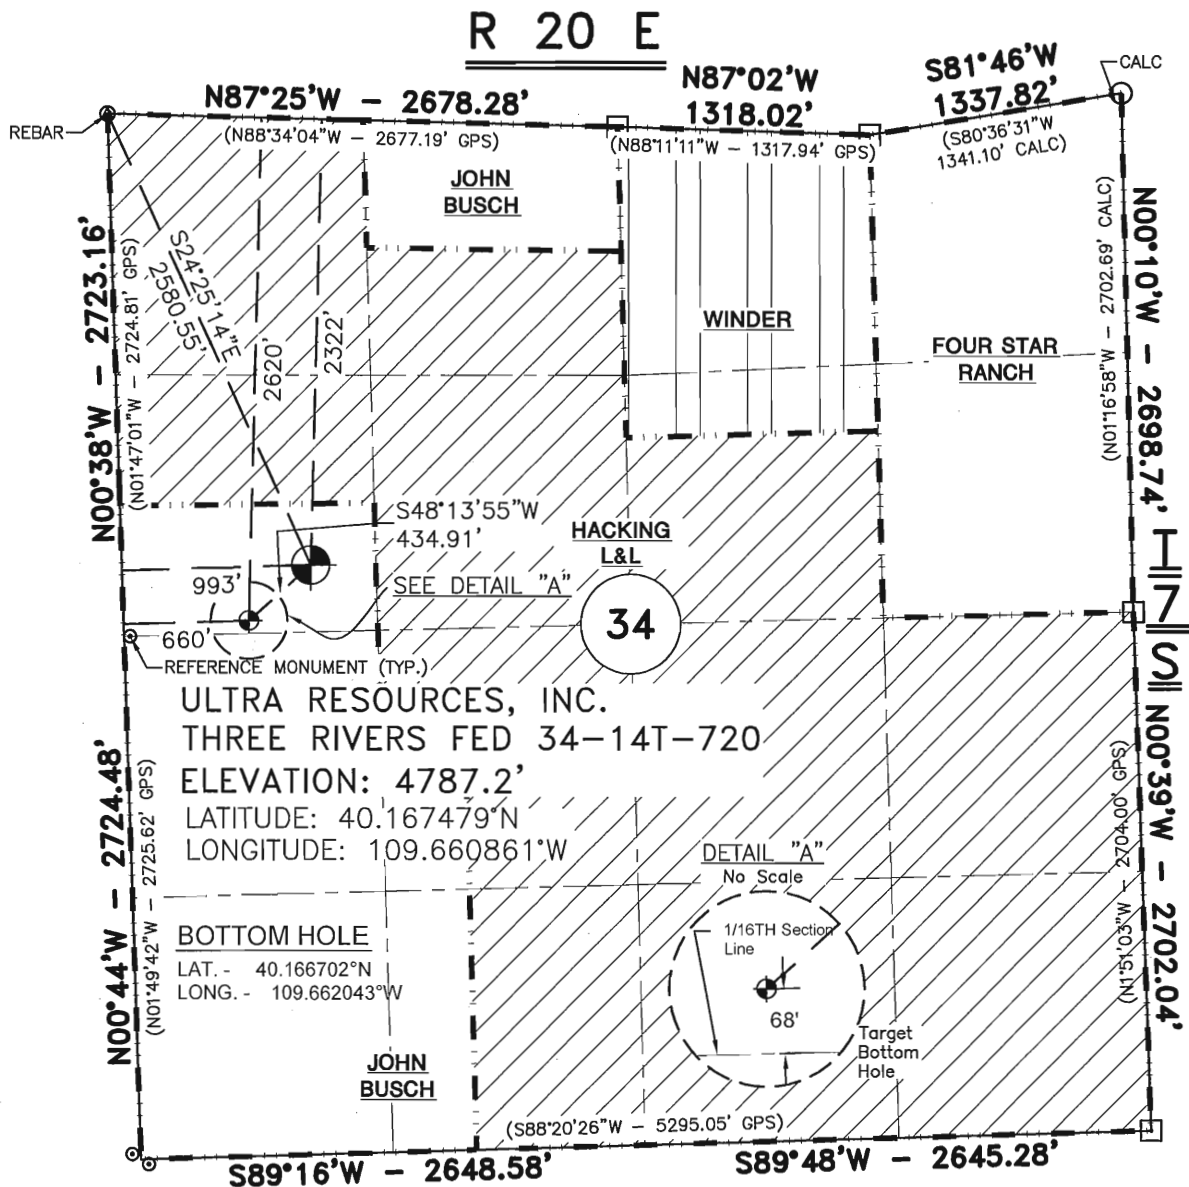 R 20 E
N87°25'W - 2678.28'
(N88°34'04"W - 2677.19' GPS)
N87°02'W
1318.02'
(N88°11'11"W - 1317.94' GPS)
S81°46'W
1337.82'
(S80°36'31"W
1341.10' CALC)
CALC
REBAR
JOHN
BUSCH
N00°38'W - 2723.16'
(N01°47'01"W - 2724.81' GPS)
S24°25'14"E
2580.55'
2620'
2322'
WINDER
FOUR STAR
RANCH
N00°10'W - 2698.74'
(N01°16'58"W - 2702.69' CALC)
S48°13'55"W
434.91'
HACKING
L&L
SEE DETAIL "A"
993'
660'
34
T 7 S
REFERENCE MONUMENT (TYP.)
ULTRA RESOURCES, INC.
THREE RIVERS FED 34-14T-720
ELEVATION: 4787.2'
LATITUDE: 40.167479°N
LONGITUDE: 109.660861°W
N00°44'W - 2724.48'
(N01°49'42"W - 2725.62' GPS)
N00°39'W - 2702.04'
(N1°51'03"W - 2704.00' GPS)
DETAIL "A"
No Scale
1/16TH Section
Line
68'
Target
Bottom
Hole
BOTTOM HOLE
LAT. - 40.166702°N
LONG. - 109.662043°W
JOHN
BUSCH
(S88°20'26"W - 5295.05' GPS)
S89°16'W - 2648.58'
S89°48'W - 2645.28'